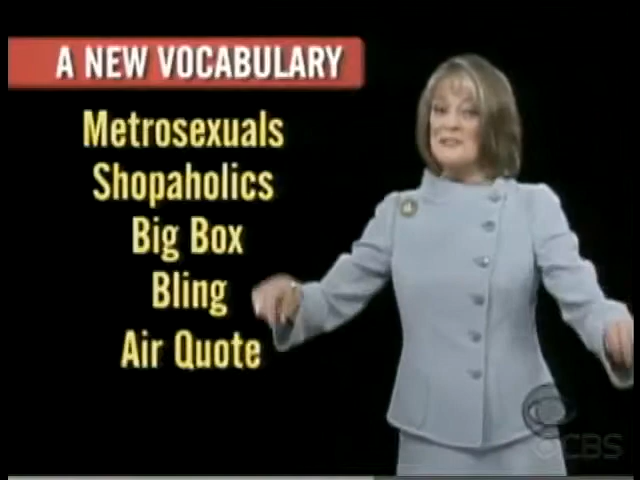 A NEW VOCABULARY
Metrosexuals
Shopaholics
Big Box
Bling
Air Quote
CBS